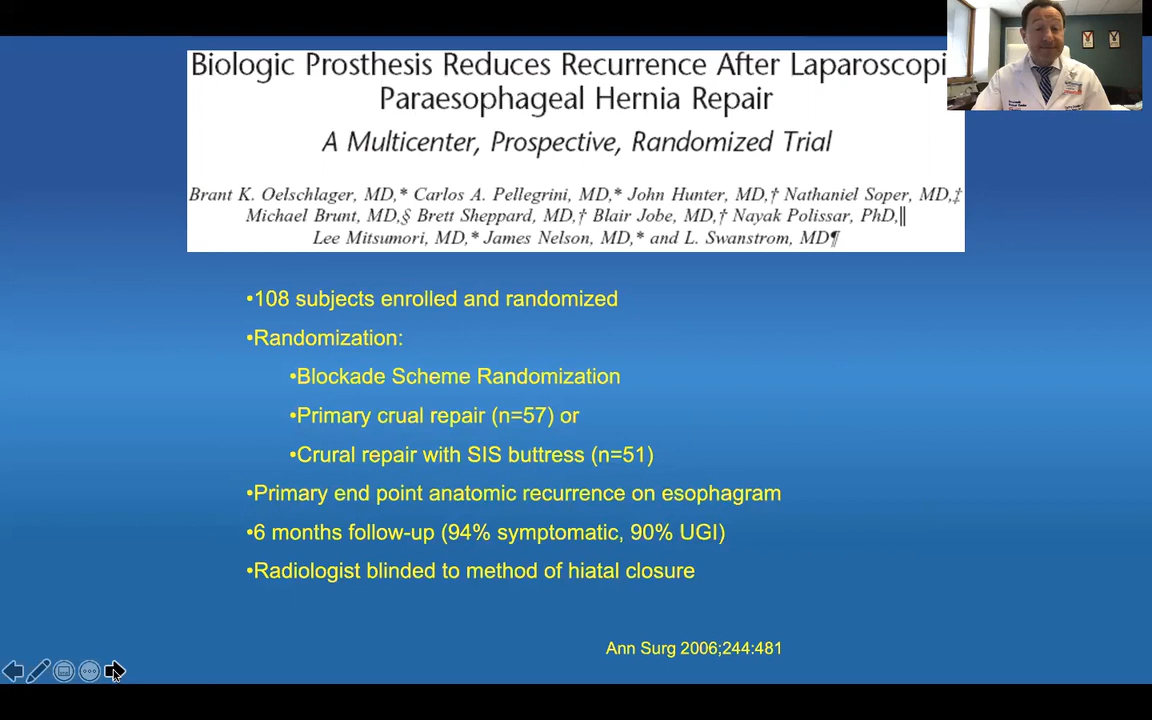 Biologic Prosthesis Reduces Recurrence After Laparoscopi
Paraesophageal Hernia Repair
A Multicenter, Prospective, Randomized Trial
Brant K. Oelschlager, MD,* Carlos A. Pellegrini, MD,* John Hunter, MD,† Nathaniel Soper, MD,‡
Michael Brunt, MD,§ Brett Sheppard, MD,† Blair Jobe, MD,† Nayak Polissar, PhD,∥
Lee Mitsumori, MD,* James Nelson, MD,* and L. Swanstrom, MD¶
•108 subjects enrolled and randomized
•Randomization:
•Blockade Scheme Randomization
•Primary crual repair (n=57) or
•Crural repair with SIS buttress (n=51)
•Primary end point anatomic recurrence on esophagram
•6 months follow-up (94% symptomatic, 90% UGI)
•Radiologist blinded to method of hiatal closure
Ann Surg 2006;244:481